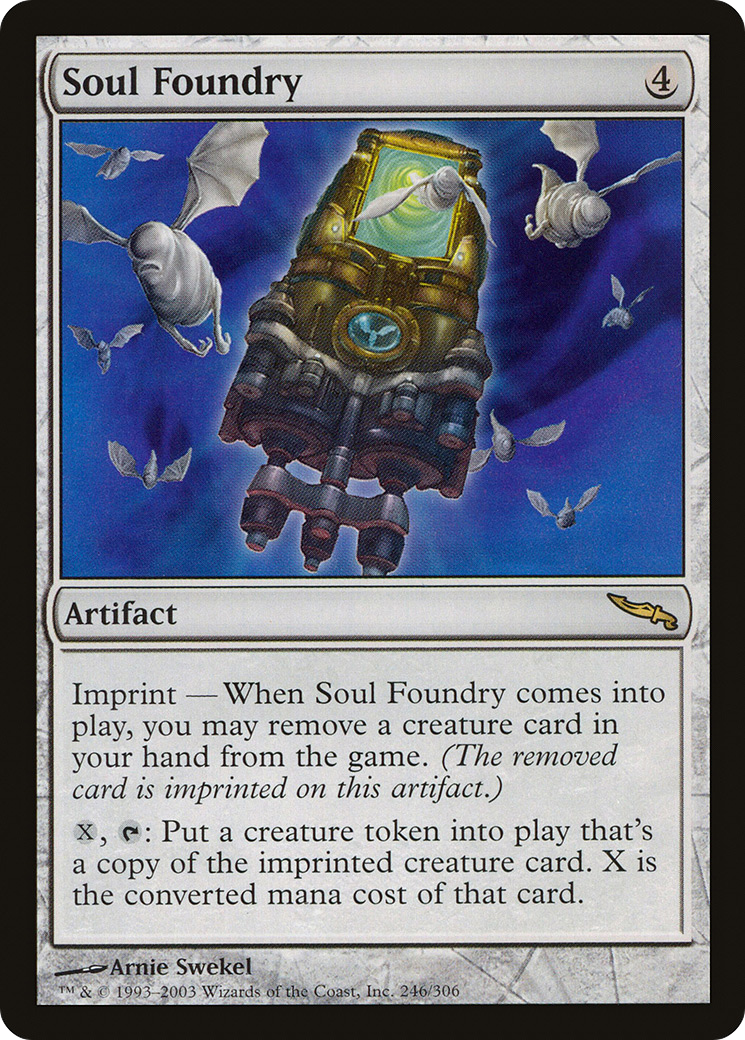 Soul Foundry 4
Artifact
Imprint — When Soul Foundry comes into
play, you may remove a creature card in
your hand from the game. (The removed
card is imprinted on this artifact.)
X, : Put a creature token into play that's
a copy of the imprinted creature card. X is
the converted mana cost of that card.
Arnie Swekel
™ & © 1993–2003 Wizards of the Coast, Inc. 246/306